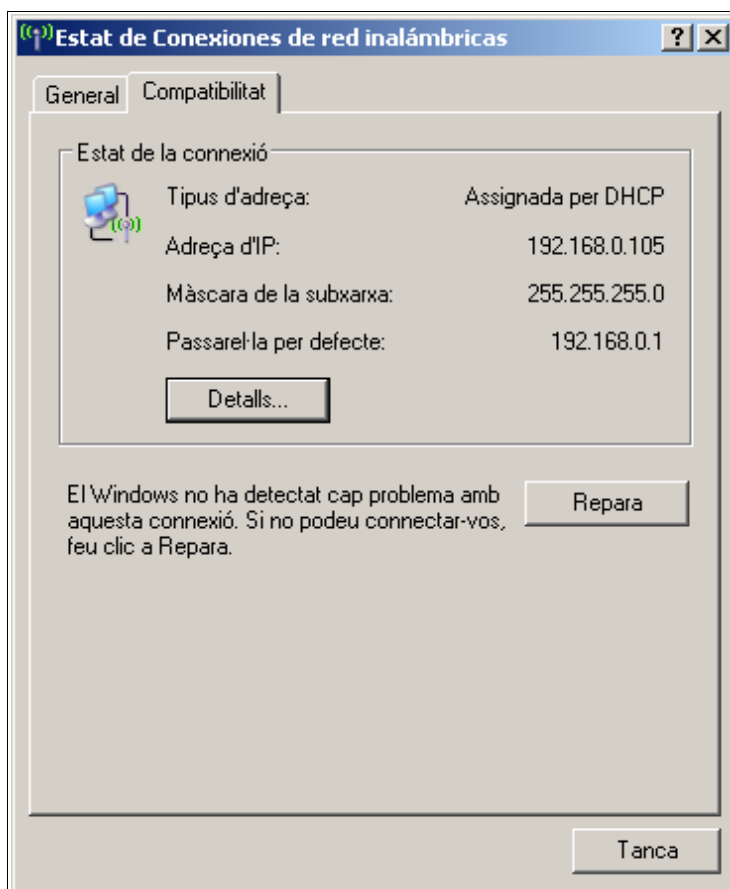 Estat de Conexiones de red inalámbricas
General
Compatibilitat
Estat de la connexió
Tipus d'adreça: Assignada per DHCP
Adreça d'IP: 192.168.0.105
Màscara de la subxarxa: 255.255.255.0
Passarel·la per defecte: 192.168.0.1
Detalls...
El Windows no ha detectat cap problema amb
aquesta connexió. Si no podeu connectar-vos,
feu clic a Repara.
Repara
Tanca